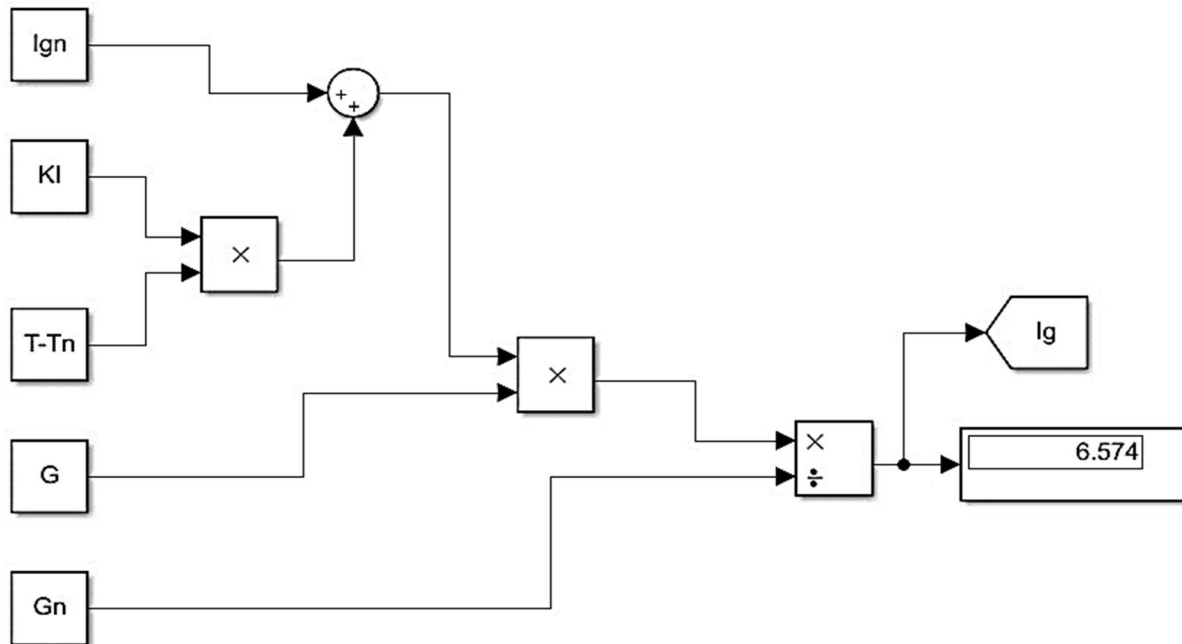 Ign
KI
T-Tn
G
Gn
+
+
×
×
×
÷
Ig
6.574